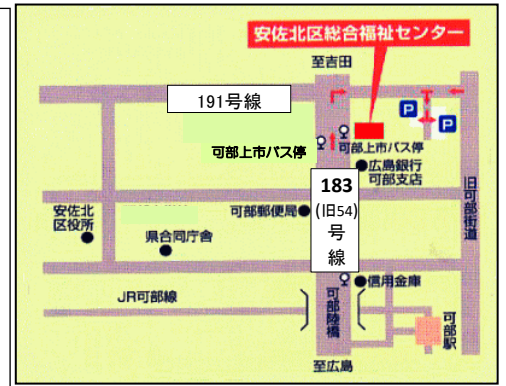 安佐北区総合福祉センター
至吉田
191号線
P
P
可部上市バス停
可部上市バス停
広島銀行
可部支店
183
(旧54)
号
線
旧可部街道
安佐北
区役所
可部郵便局
県合同庁舎
信用金庫
JR可部線
可部陸橋
可部駅
至広島